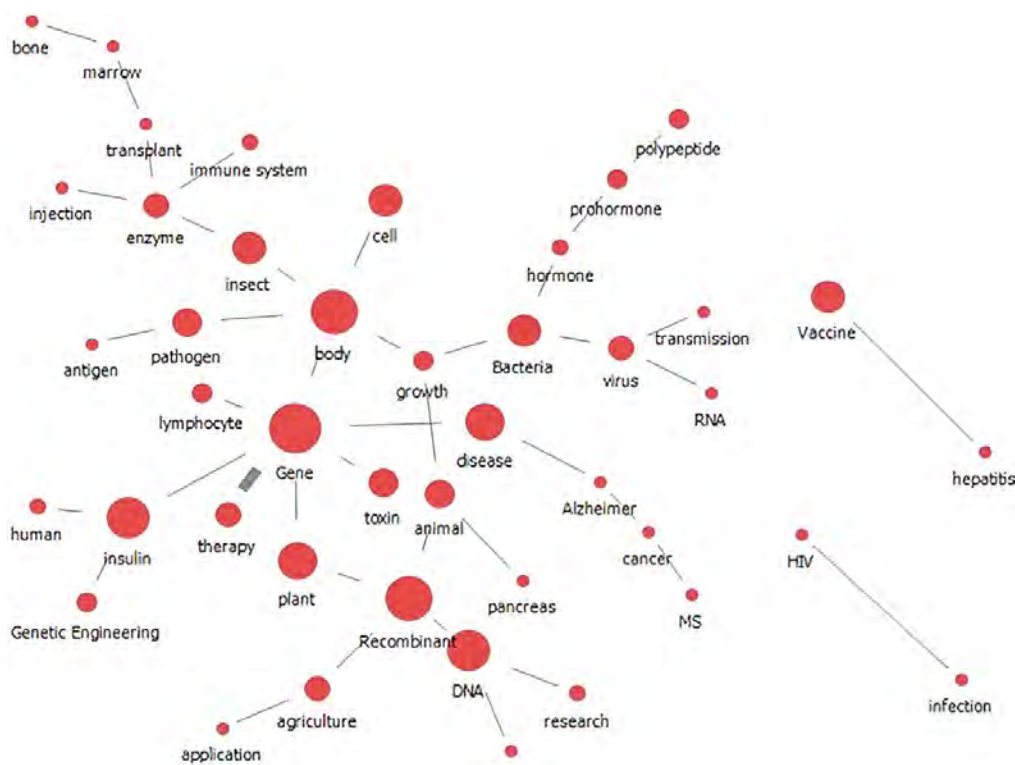 bone
marrow
transplant
immune system
polypeptide
injection
enzyme
cell
prohormone
insect
hormone
antigen
pathogen
body
growth
Bacteria
virus
transmission
Vaccine
lymphocyte
RNA
Gene
disease
hepatitis
human
insulin
therapy
toxin
animal
Alzheimer
cancer
HIV
Genetic Engineering
plant
pancreas
MS
Recombinant
DNA
agriculture
research
infection
application